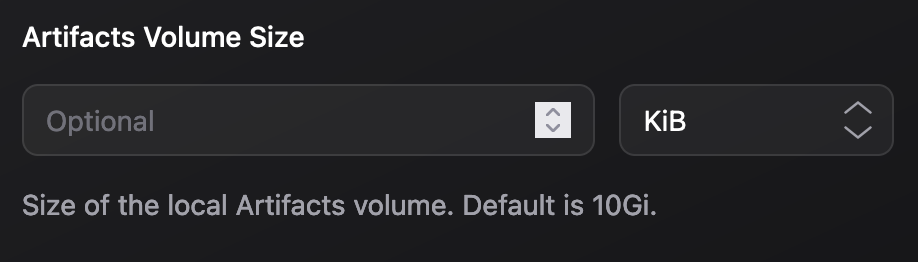 Artifacts Volume Size
Optional
KiB
Size of the local Artifacts volume. Default is 10Gi.